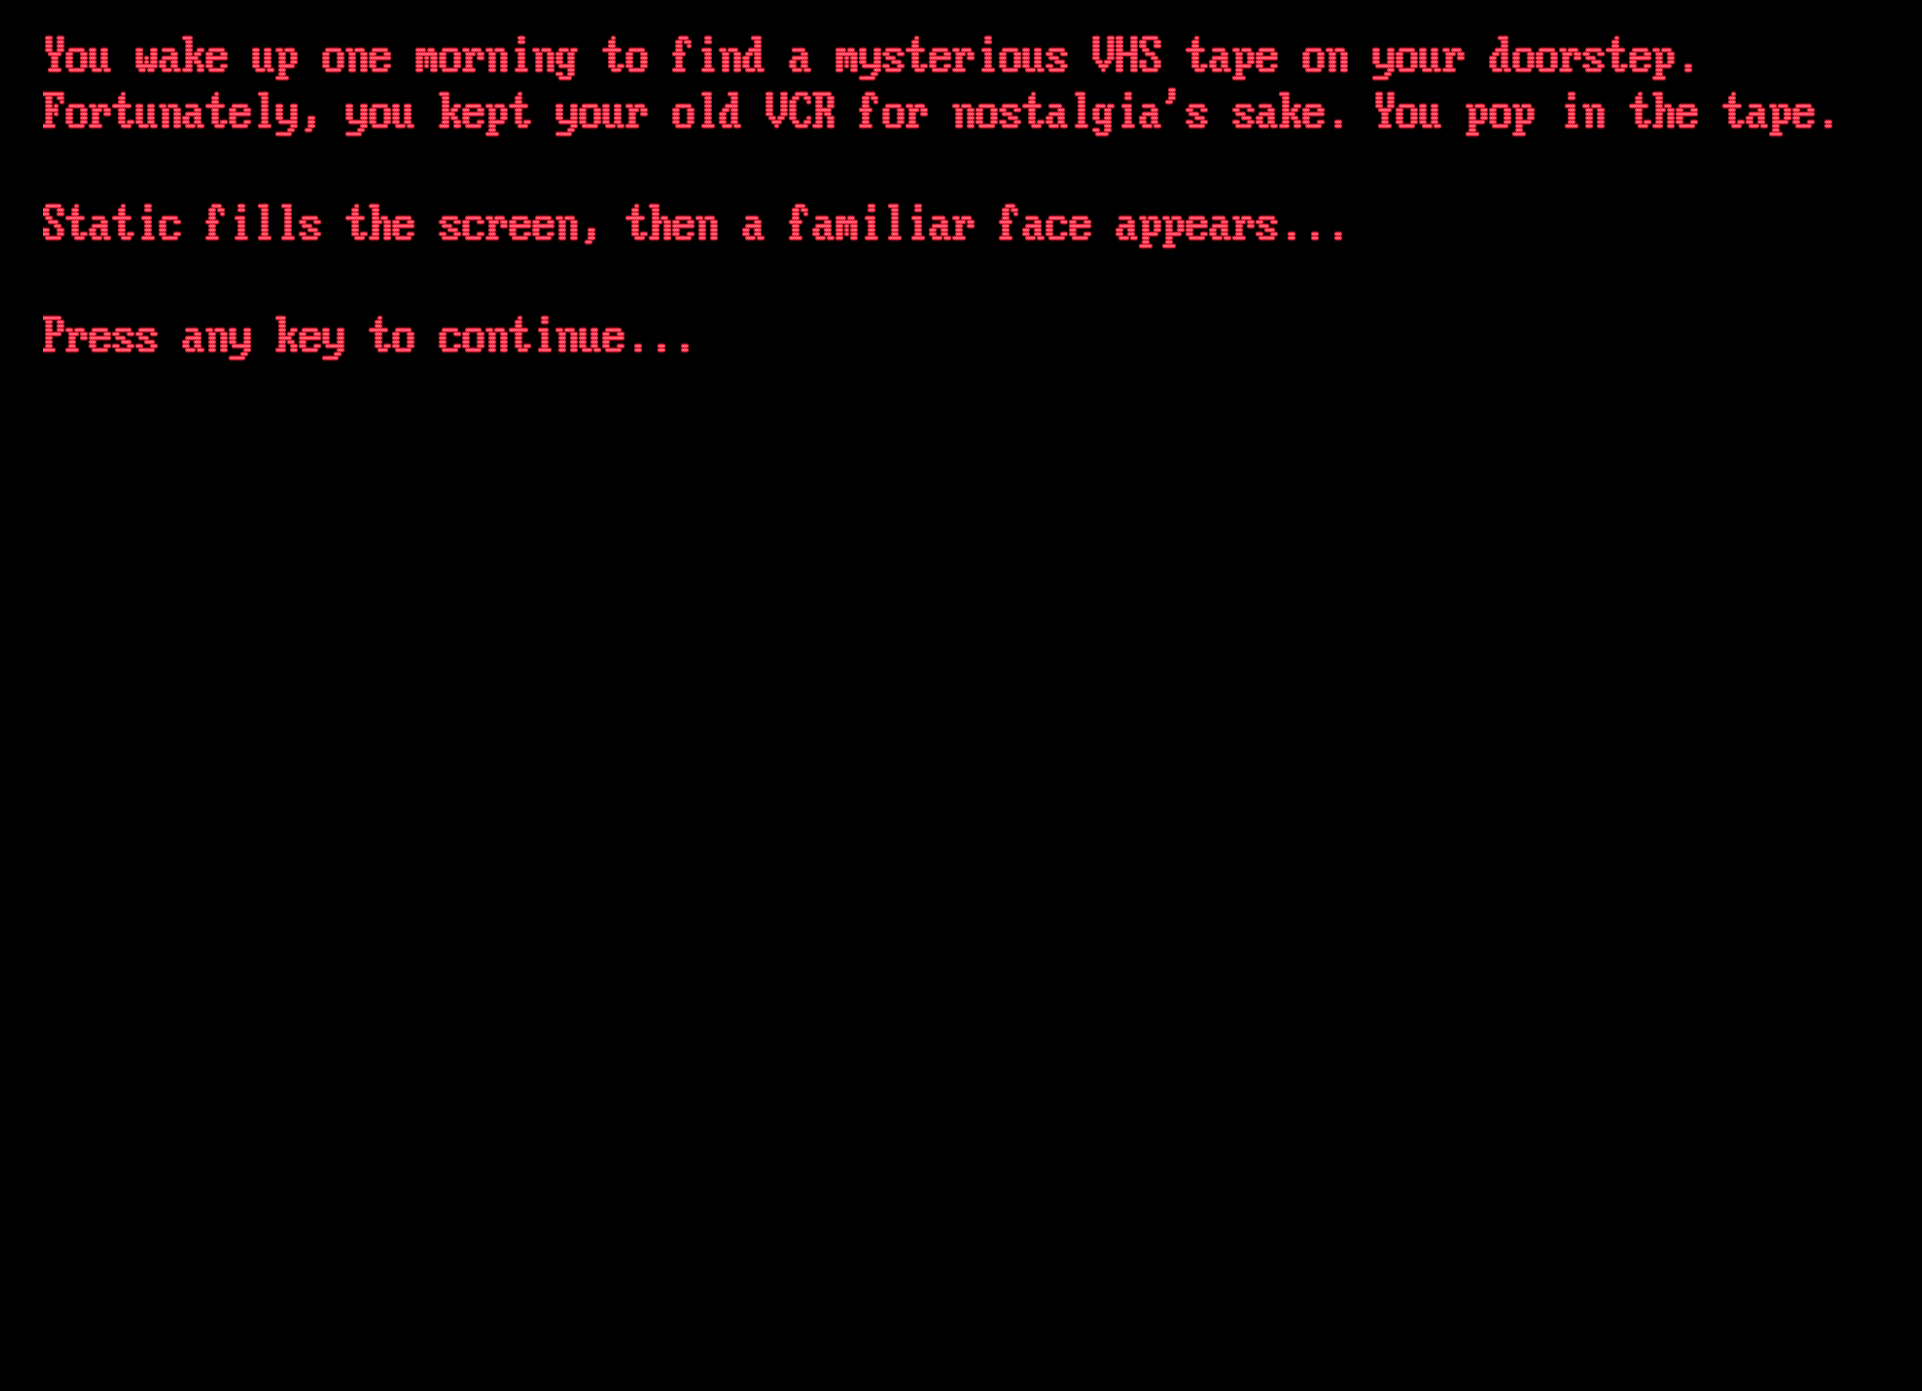 You wake up one morning to find a mysterious VHS tape on your doorstep.
Fortunately, you kept your old VCR for nostalgia's sake. You pop in the tape.
Static fills the screen, then a familiar face appears...
Press any key to continue...